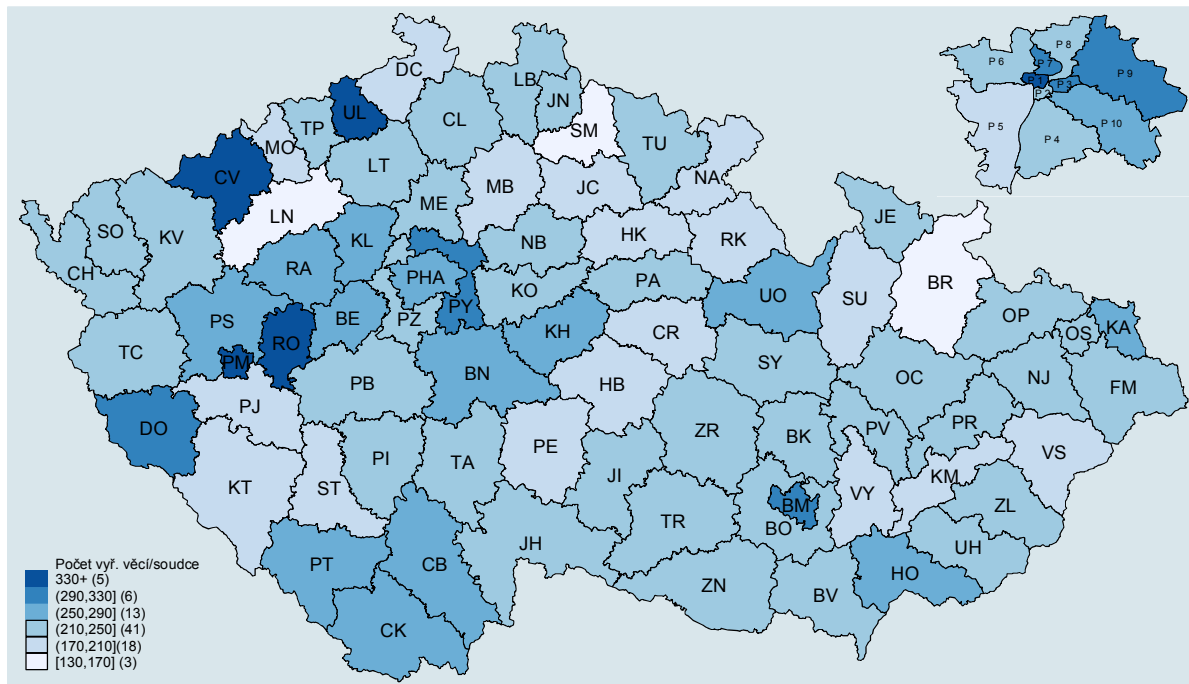 DC
LB
JN
UL
TP
CL
SM
TU
MO
CV
LT
MB
JC
NA
LN
ME
SO
KV
KL
NB
HK
RK
CH
RA
PHA
KO
PA
PS
BE
PZ
PY
UO
SU
BR
JE
TC
RO
KH
CR
OP
OS
KA
PM
PB
BN
SY
OC
NJ
FM
DO
PJ
HB
PI
TA
PE
ZR
BK
PV
PR
VS
KT
ST
JI
VY
KM
BM
BO
ZL
TR
JH
UH
PT
CB
ZN
BV
HO
CK
P 8
P 6
P 7
P 9
P 1
P 3
P 2
P 5
P 10
P 4
Počet vyř. věcí/soudce
330+ (5)
(290,330] (6)
(250,290] (13)
(210,250] (41)
(170,210](18)
[130,170] (3)